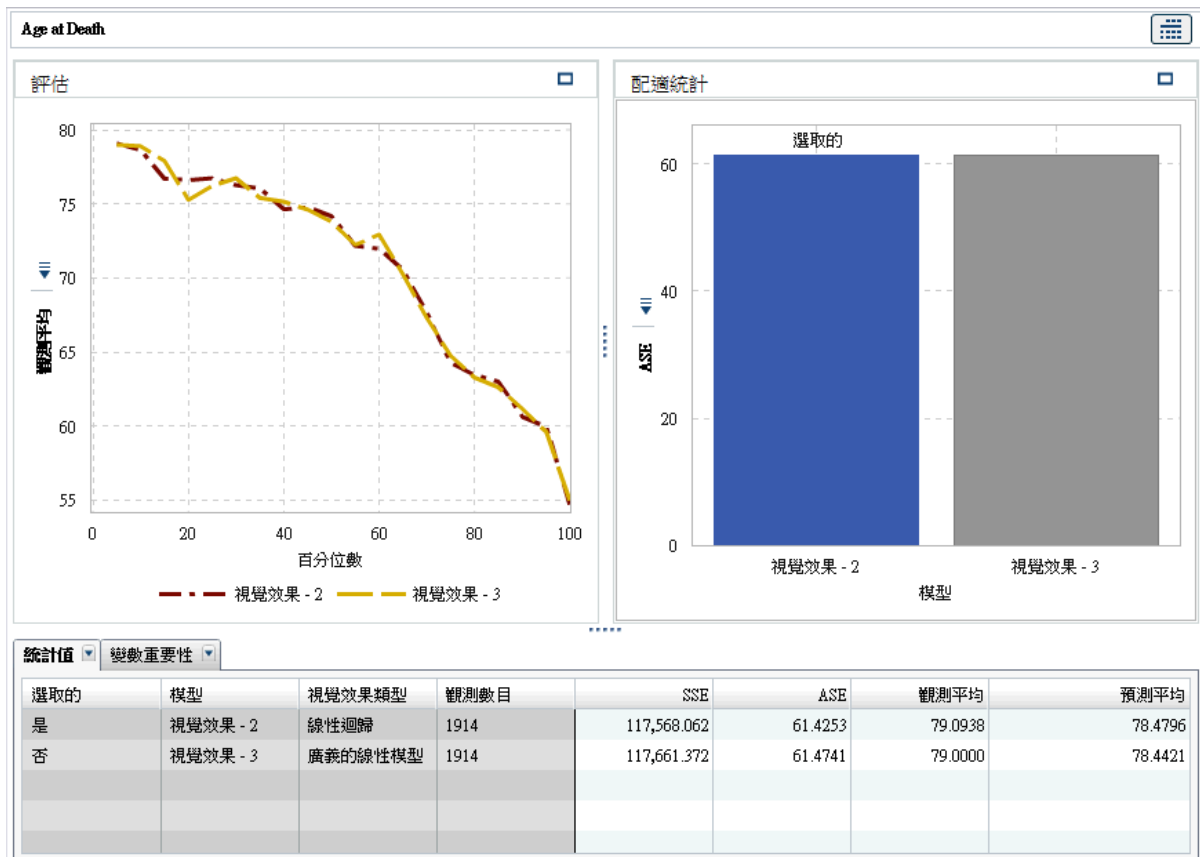 Age at Death
評估
80
75
70
65
60
55
觀測平均
0 20 40 60 80 100
百分位數
視覺效果 - 2 視覺效果 - 3
配適統計
選取的
60
40
20
0
ASE
視覺效果 - 2 視覺效果 - 3
模型
統計值 變數重要性
選取的 模型 視覺效果類型 觀測數目 SSE ASE 觀測平均 預測平均
是 視覺效果 - 2 線性迴歸 1914 117,568.062 61.4253 79.0938 78.4796
否 視覺效果 - 3 廣義的線性模型 1914 117,661.372 61.4741 79.0000 78.4421